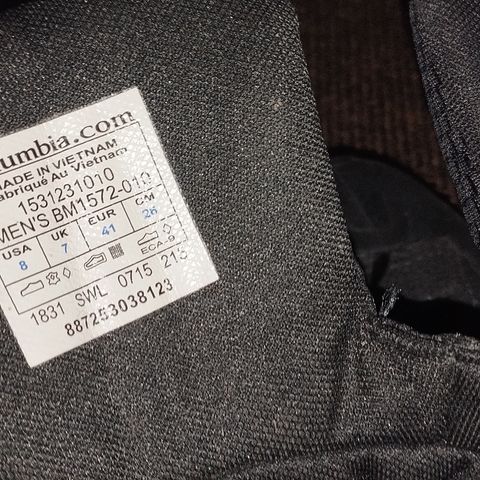 umbia.com
MADE IN VIETNAM
abriqué Au Vietnam
1531231010
MEN'S BM1572-010
USA UK EUR CM
8 7 41 26
ECA-9
1831 SWL 0715 213
887253038123